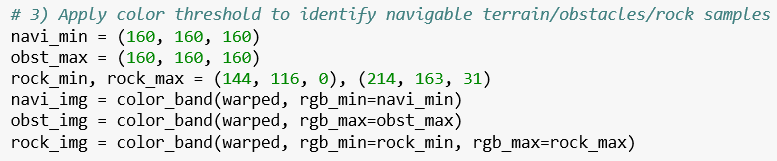 # 3) Apply color threshold to identify navigable terrain/obstacles/rock samples
navi_min = (160, 160, 160)
obst_max = (160, 160, 160)
rock_min, rock_max = (144, 116, 0), (214, 163, 31)
navi_img = color_band(warped, rgb_min=navi_min)
obst_img = color_band(warped, rgb_max=obst_max)
rock_img = color_band(warped, rgb_min=rock_min, rgb_max=rock_max)